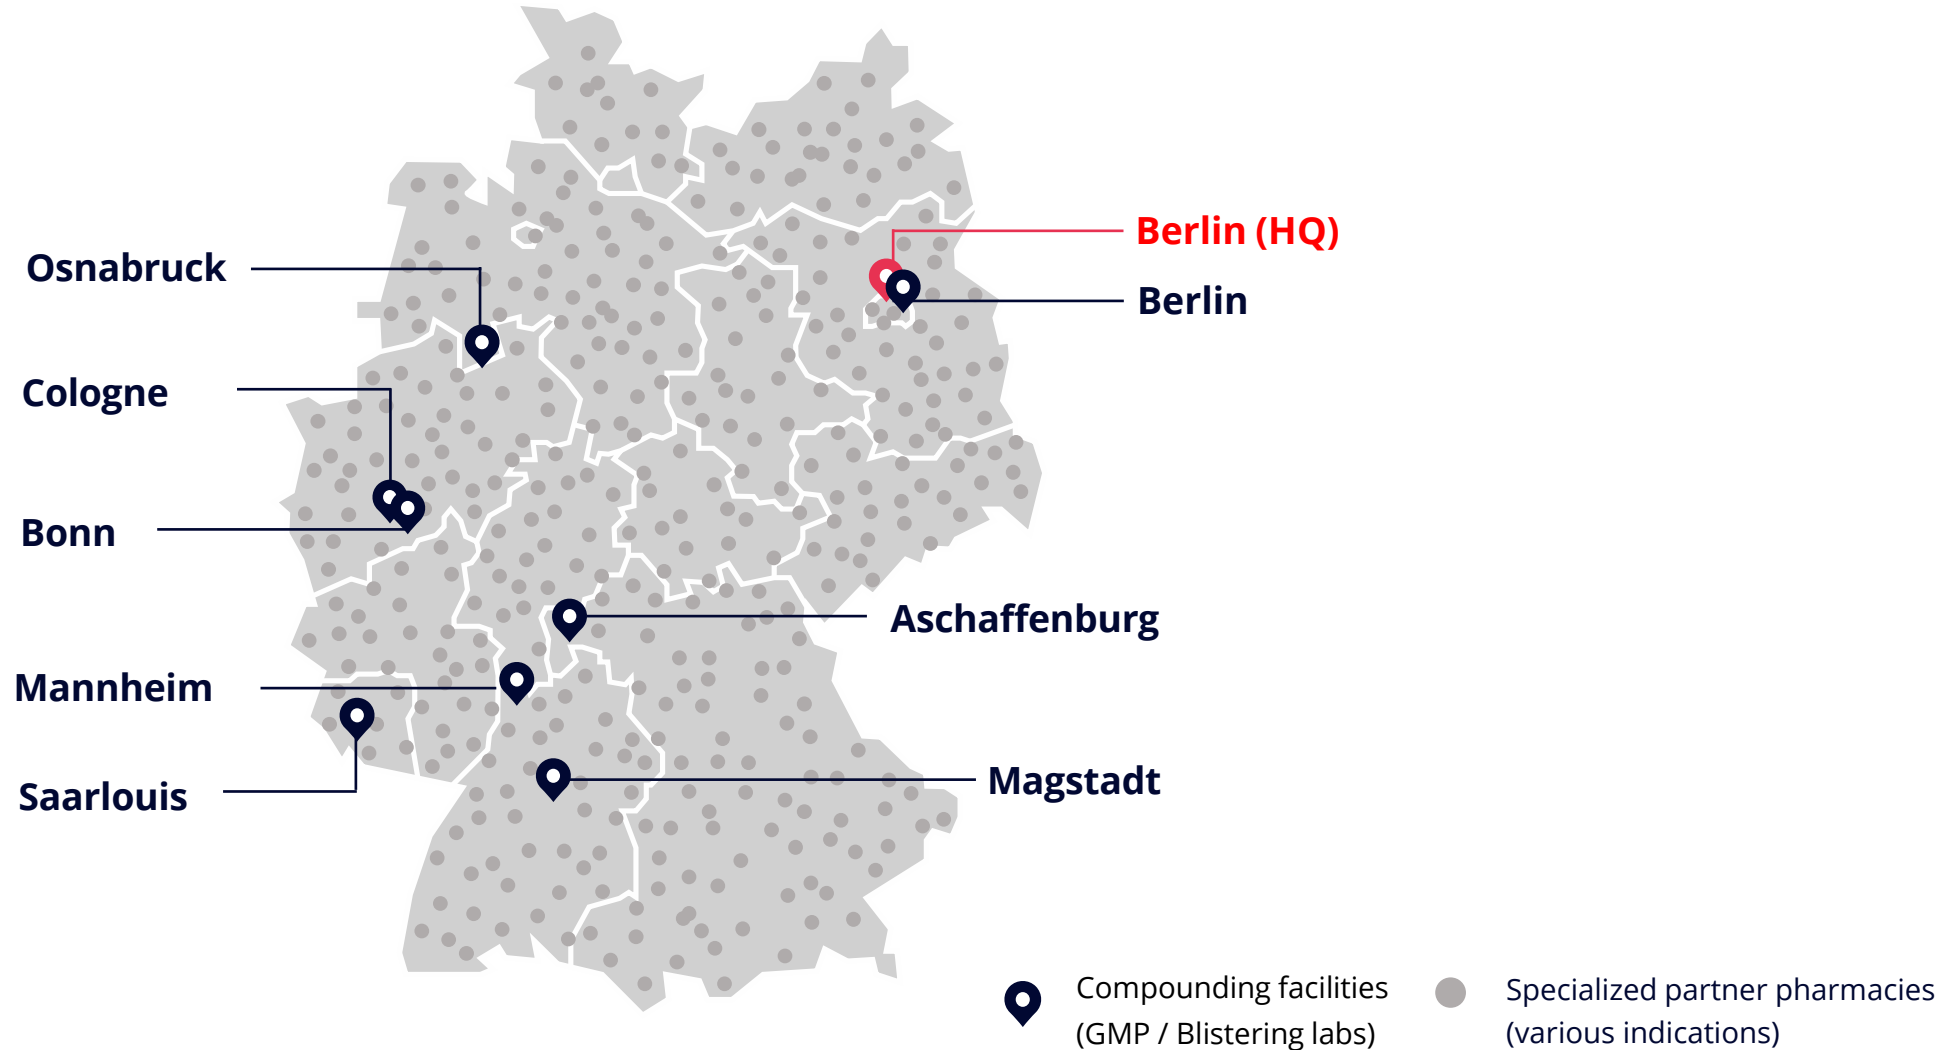 Berlin (HQ)
Osnabruck
Berlin
Cologne
Bonn
Aschaffenburg
Mannheim
Magstadt
Saarlouis
Compounding facilities
(GMP / Blistering labs)
Specialized partner pharmacies
(various indications)